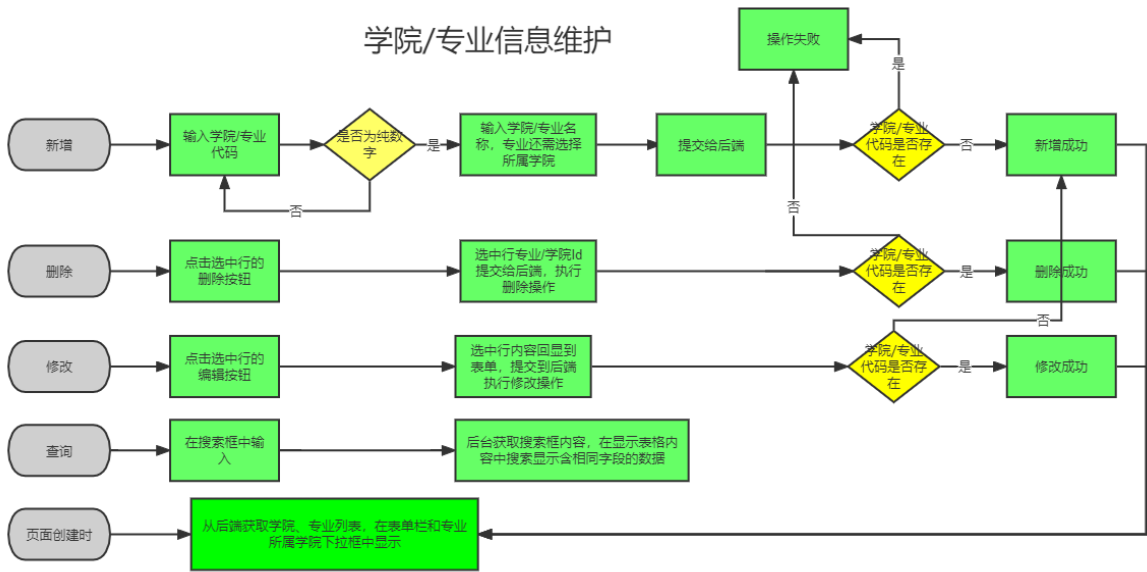 学院/专业信息维护
操作失败
是
新增
输入学院/专业
代码
是否为纯数
字
是
输入学院/专业名
称，专业还需选择
所属学院
提交给后端
学院/专业
代码是否存
在
否
新增成功
否
否
删除
点击选中行的
删除按钮
选中行专业/学院Id
提交给后端，执行
删除操作
学院/专业
代码是否存
在
是
删除成功
否
修改
点击选中行的
编辑按钮
选中行内容回显到
表单，提交到后端
执行修改操作
学院/专业
代码是否存
在
是
修改成功
查询
在搜索框中输
入
后台获取搜索框内容，在显示表格内
容中搜索显示含相同字段的数据
页面创建时
从后端获取学院、专业列表，在表单栏和专业
所属学院下拉框中显示